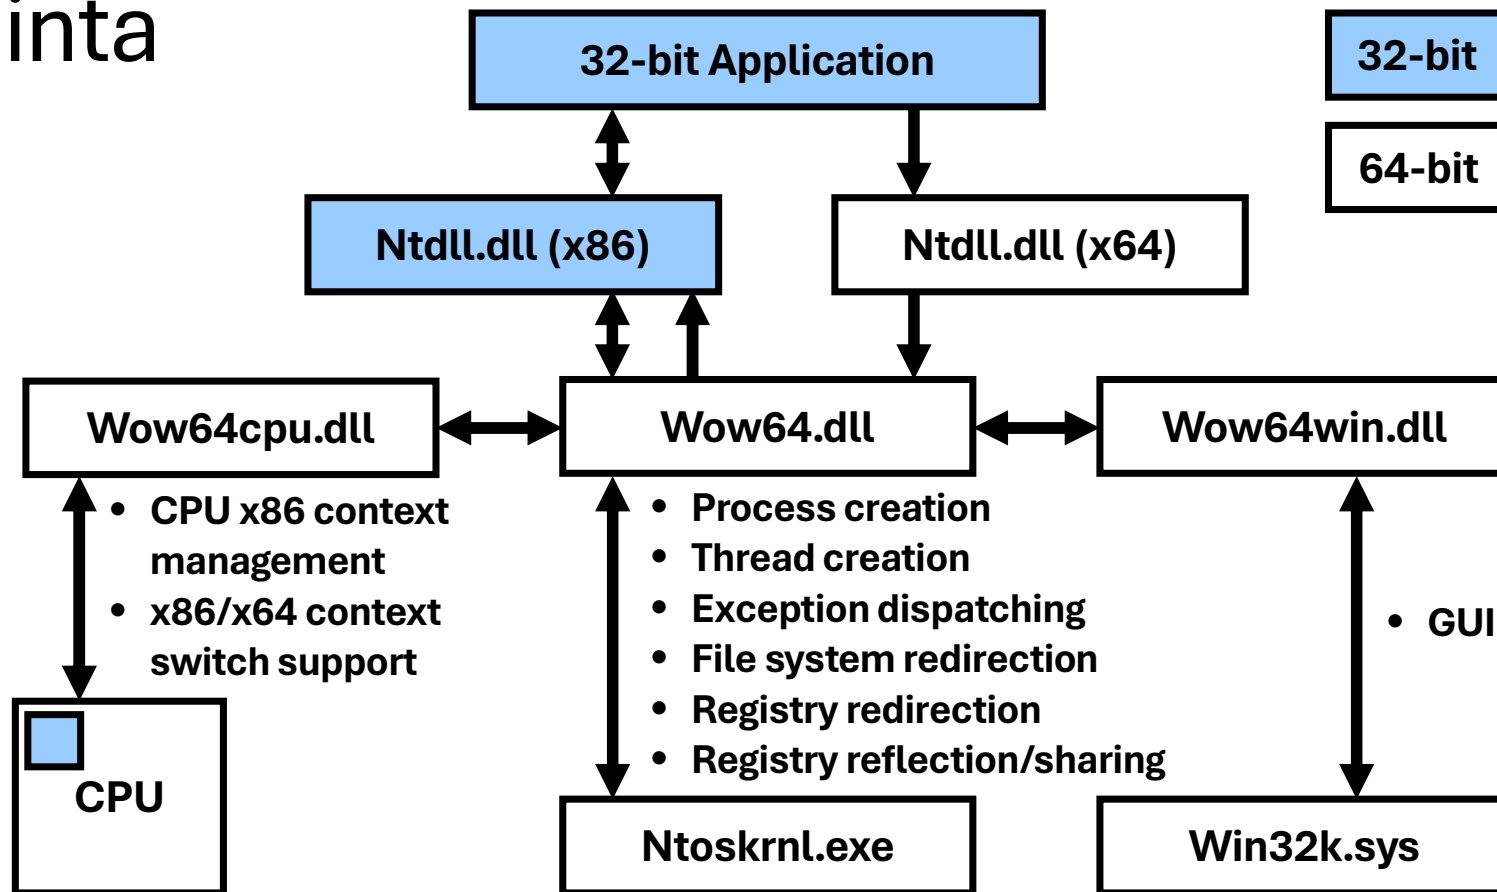 inta
32-bit Application
32-bit
64-bit
Ntdll.dll (x86)
Ntdll.dll (x64)
Wow64cpu.dll
Wow64.dll
Wow64win.dll
• CPU x86 context
management
• x86/x64 context
switch support
• Process creation
• Thread creation
• Exception dispatching
• File system redirection
• Registry redirection
• Registry reflection/sharing
• GUI
CPU
Ntoskrnl.exe
Win32k.sys